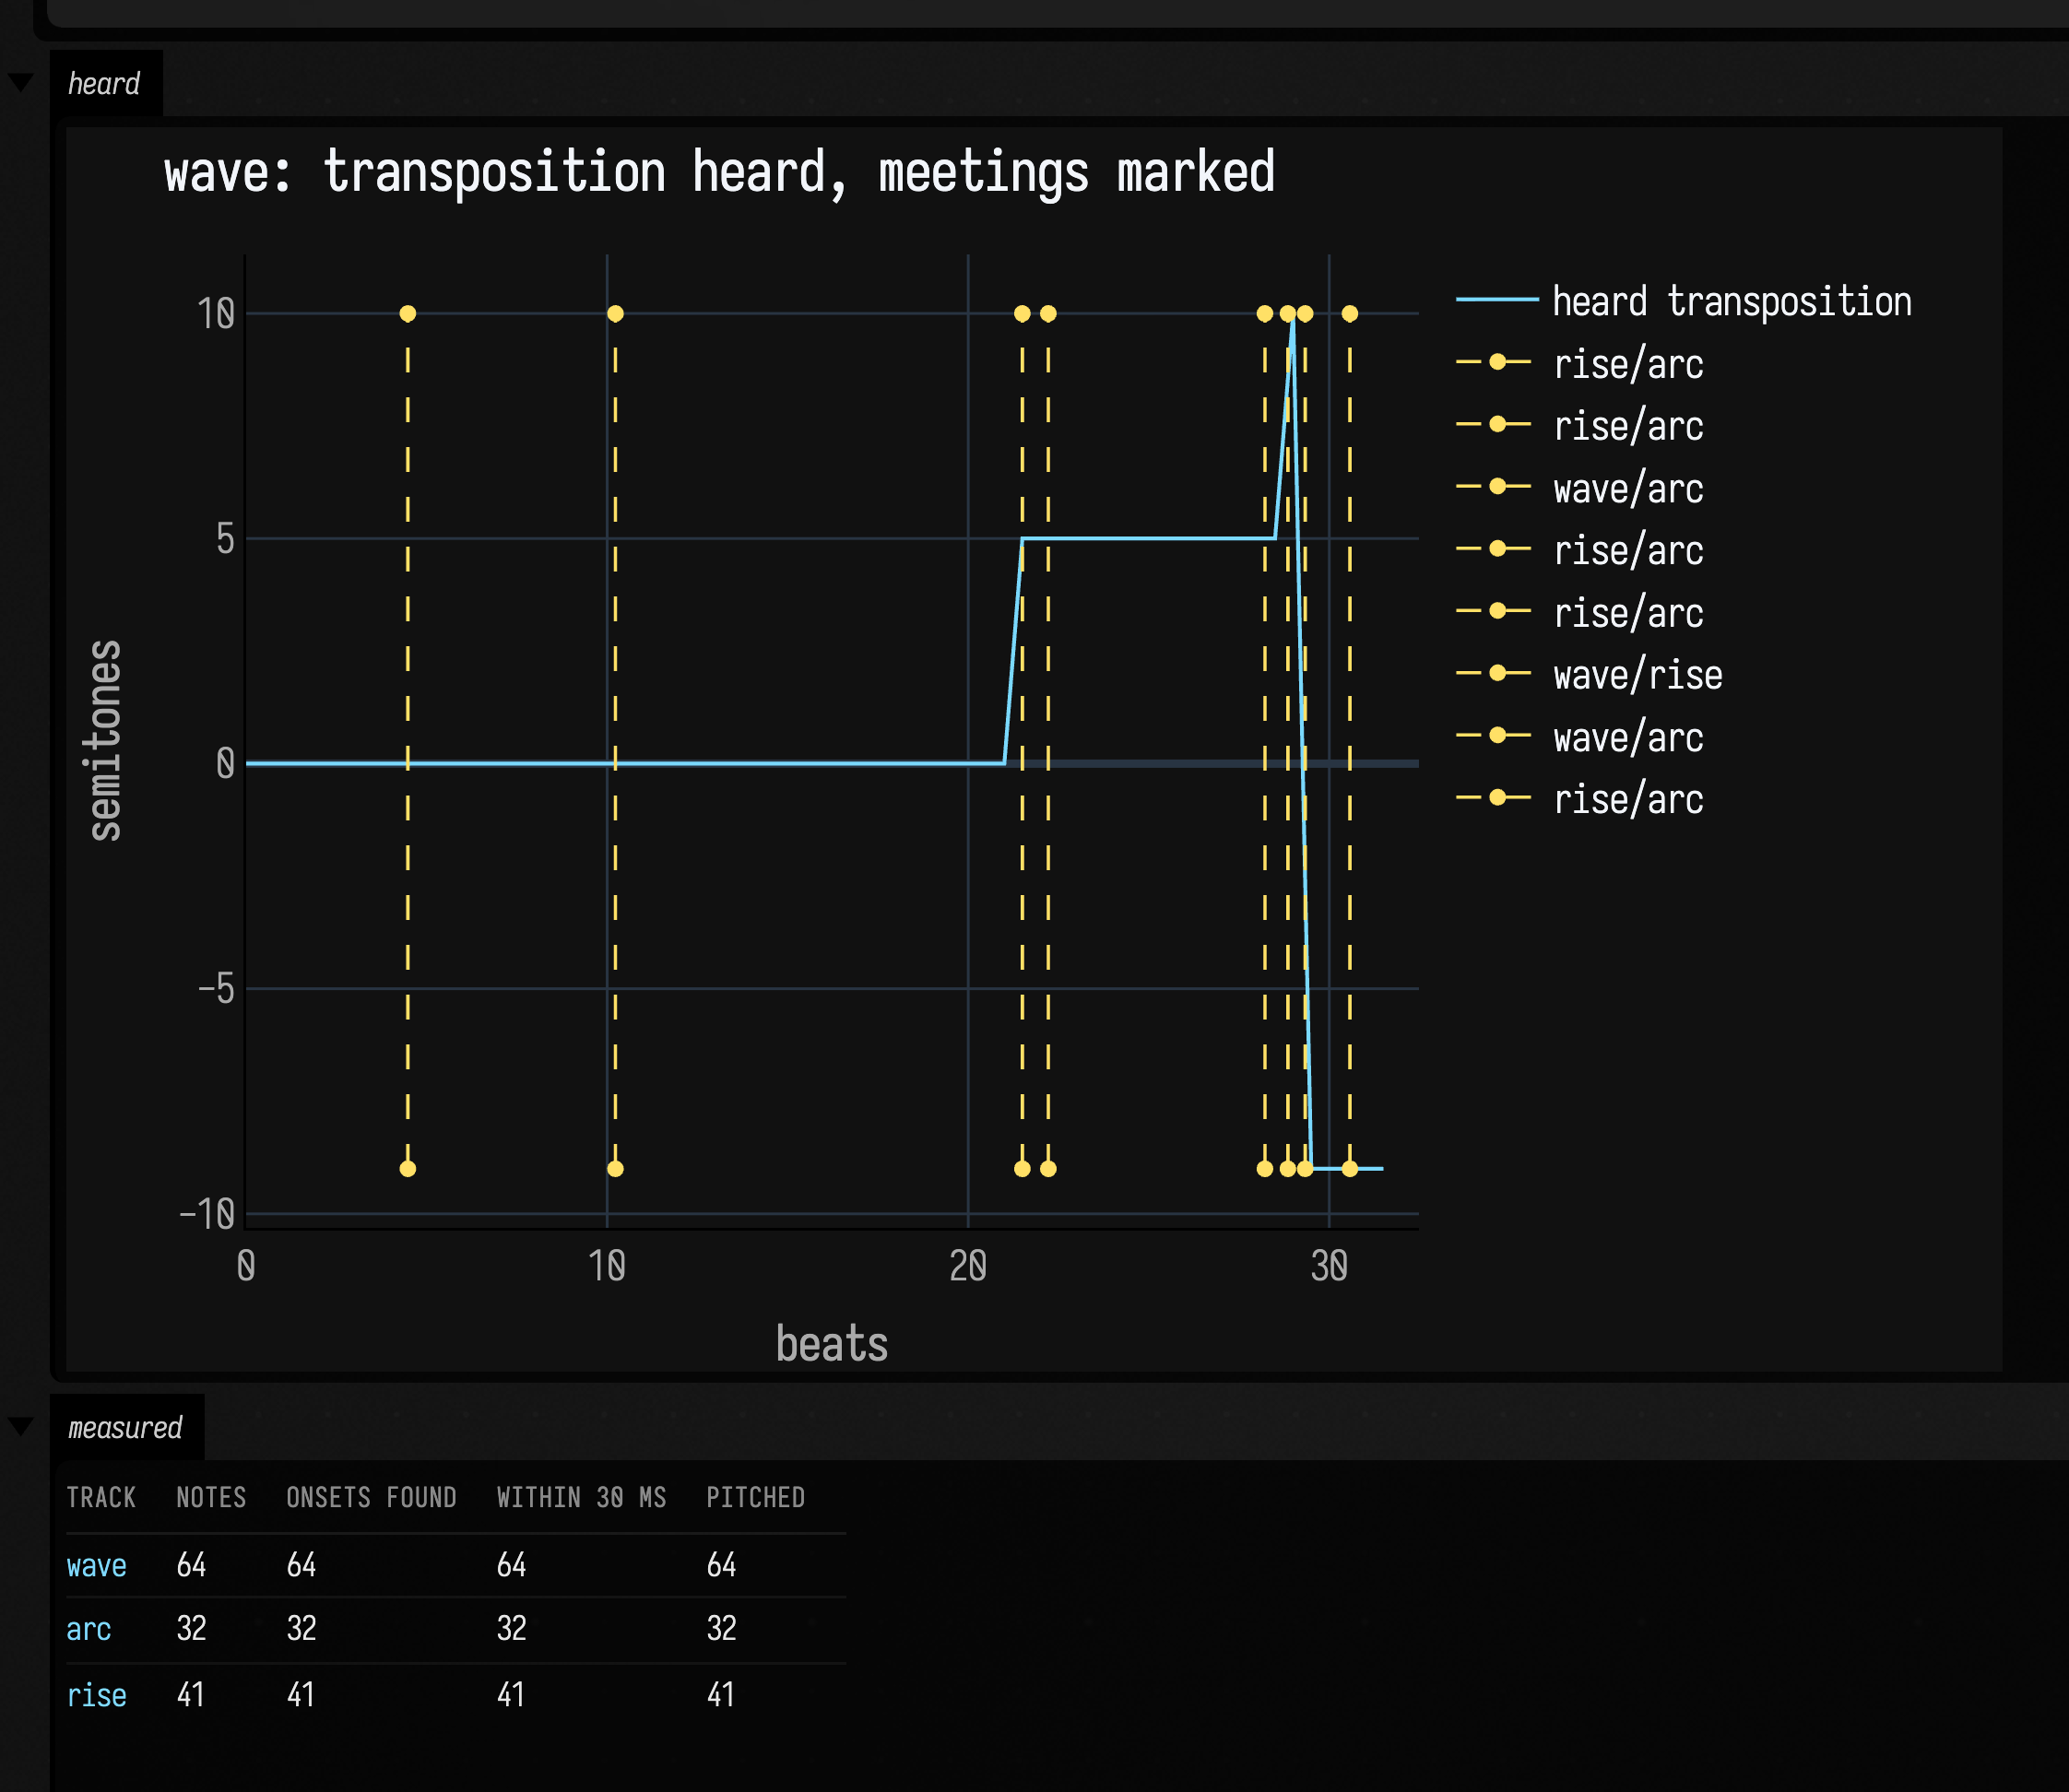 heard
wave: transposition heard, meetings marked
10
5
0
−5
−10
semitones
0 10 20 30
beats
heard transposition
rise/arc
rise/arc
wave/arc
rise/arc
rise/arc
wave/rise
wave/arc
rise/arc
measured
TRACK NOTES ONSETS FOUND WITHIN 30 MS PITCHED
wave 64 64 64 64
arc 32 32 32 32
rise 41 41 41 41